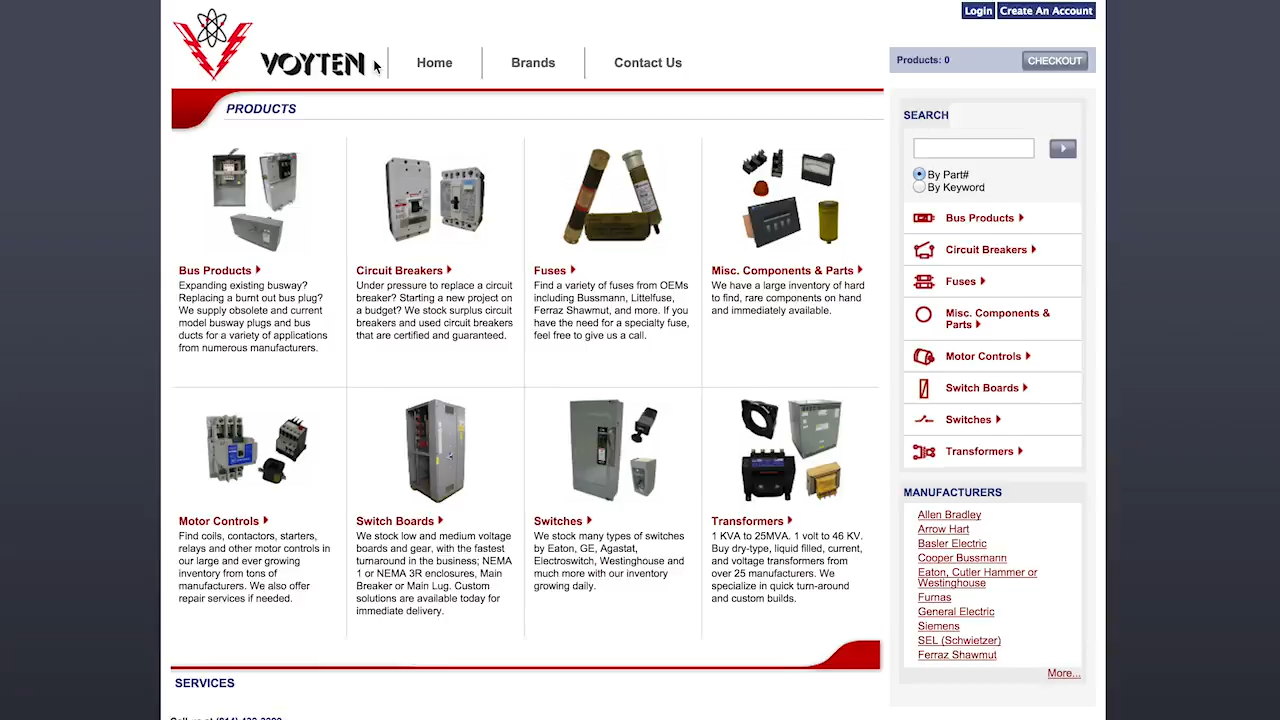 Login Create An Account
VOYTEN
Home Brands Contact Us
Products: 0 CHECKOUT
PRODUCTS
Bus Products
Expanding existing busway?
Replacing a burnt out bus plug?
We supply obsolete and current
model busway plugs and bus
ducts for a variety of applications
from numerous manufacturers.
Circuit Breakers
Under pressure to replace a circuit
breaker? Starting a new project on
a budget? We stock surplus circuit
breakers and used circuit breakers
that are certified and guaranteed.
Fuses
Find a variety of fuses from OEMs
including Bussmann, Littelfuse,
Ferraz Shawmut, and more. If you
have the need for a specialty fuse,
feel free to give us a call.
Misc. Components & Parts
We have a large inventory of hard
to find, rare components on hand
and immediately available.
Motor Controls
Find coils, contactors, starters,
relays and other motor controls in
our large and ever growing
inventory from tons of
manufacturers. We also offer
repair services if needed.
Switch Boards
We stock low and medium voltage
boards and gear, with the fastest
turnaround in the business; NEMA
1 or NEMA 3R enclosures, Main
Breaker or Main Lug. Custom
solutions are available today for
immediate delivery.
Switches
We stock many types of switches
by Eaton, GE, Agastat,
Electroswitch, Westinghouse and
much more with our inventory
growing daily.
Transformers
1 KVA to 25MVA. 1 volt to 46 KV.
Buy dry-type, liquid filled, current,
and voltage transformers from
over 25 manufacturers. We
specialize in quick turn-around
and custom builds.
SERVICES
SEARCH
By Part#
By Keyword
Bus Products
Circuit Breakers
Fuses
Misc. Components &
Parts
Motor Controls
Switch Boards
Switches
Transformers
MANUFACTURERS
Allen Bradley
Arrow Hart
Basler Electric
Cooper Bussmann
Eaton, Cutler Hammer or
Westinghouse
Furnas
General Electric
Siemens
SEL (Schwietzer)
Ferraz Shawmut
More...